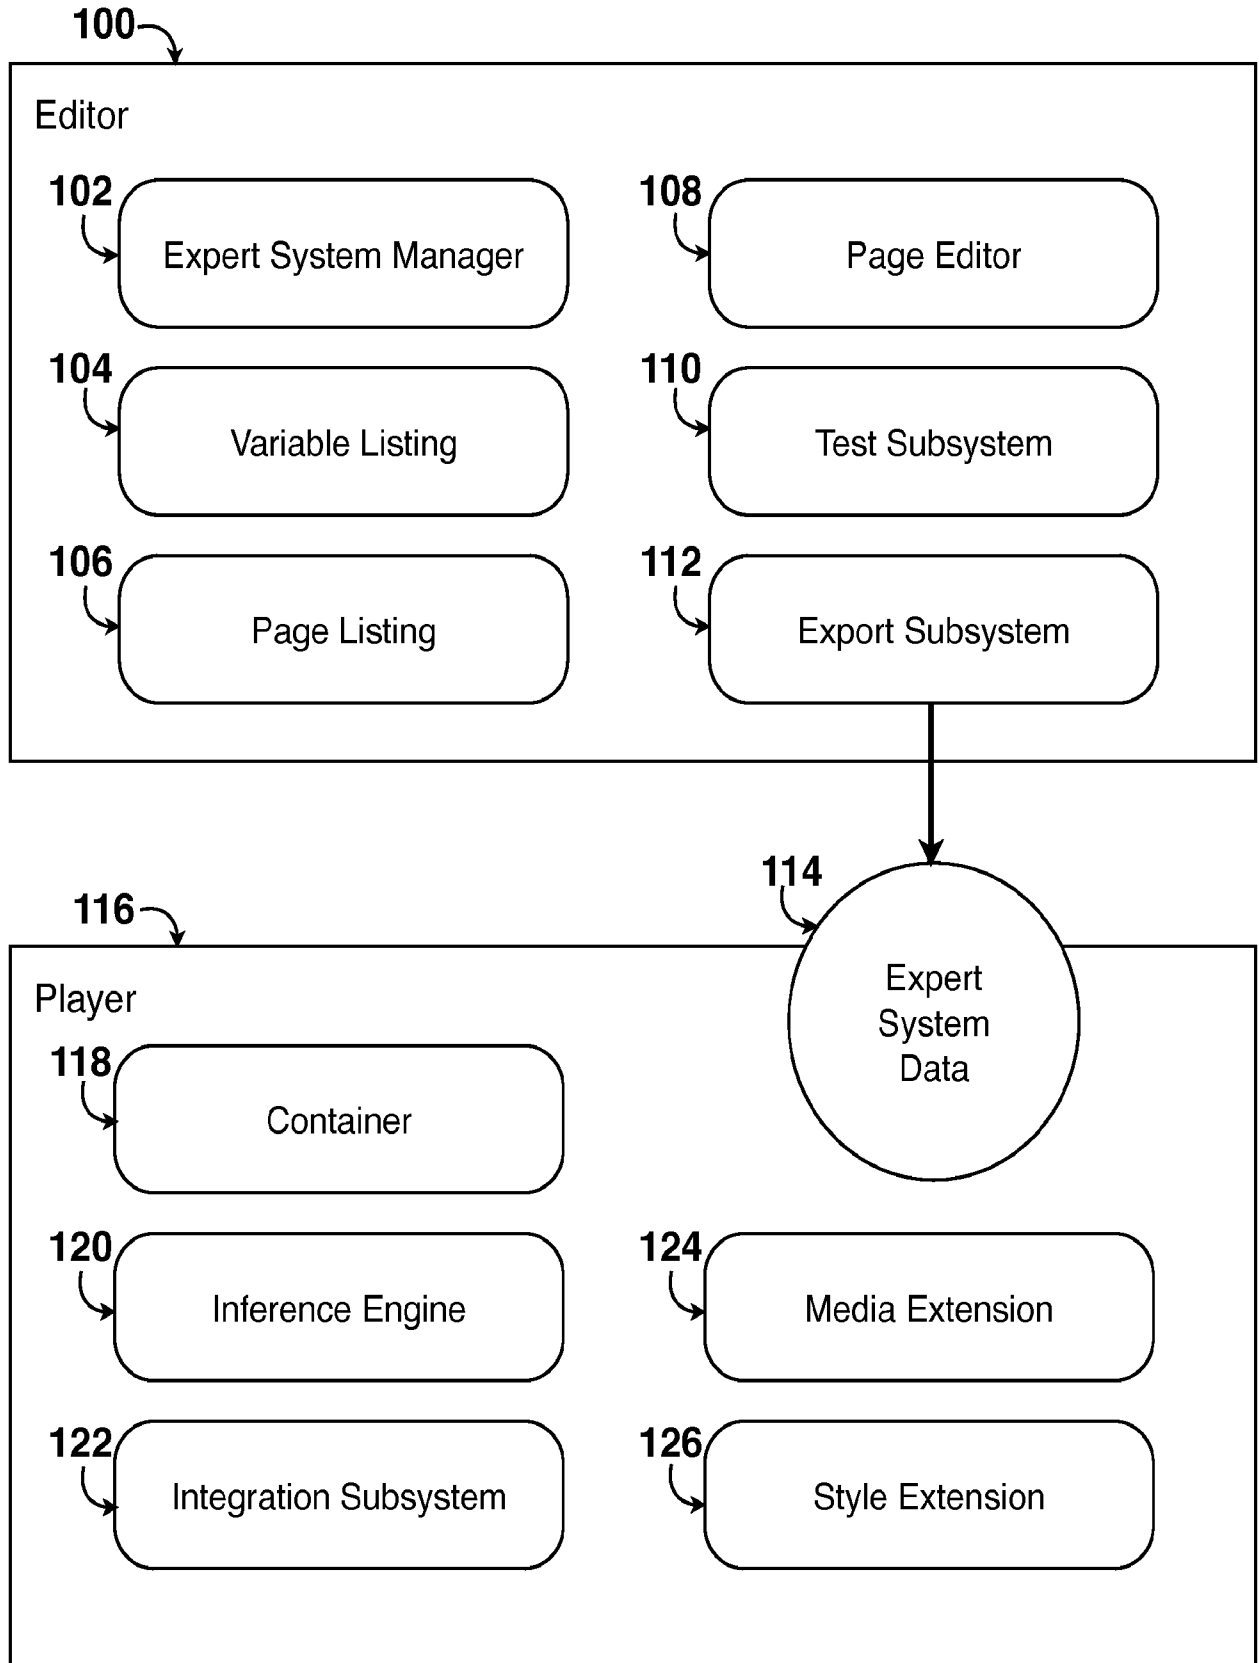 100
Editor
102
Expert System Manager
108
Page Editor
104
Variable Listing
110
Test Subsystem
106
Page Listing
112
Export Subsystem
114
Expert
System
Data
116
Player
118
Container
120
Inference Engine
124
Media Extension
122
Integration Subsystem
126
Style Extension